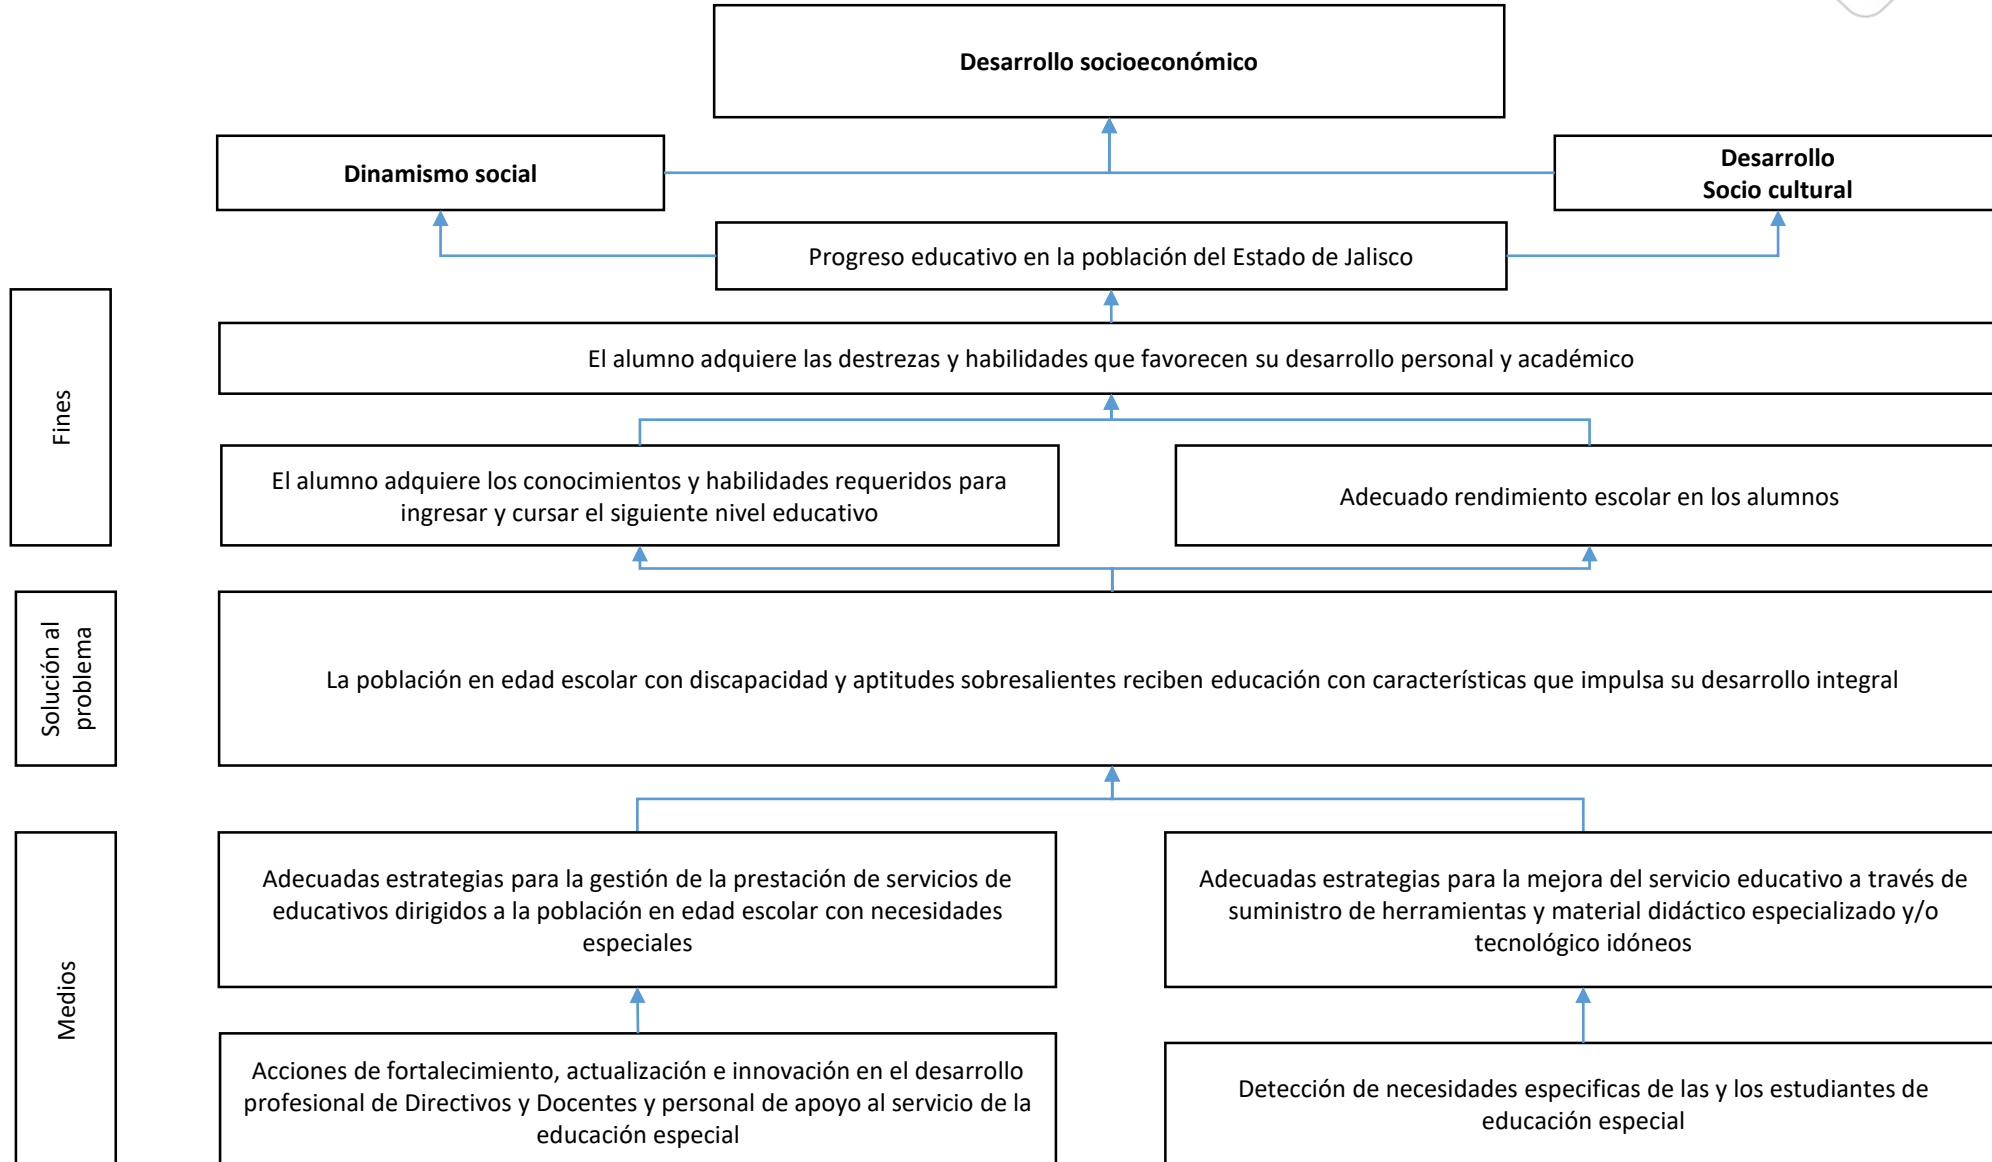 Desarrollo socioeconómico
Dinamismo social
Desarrollo
Socio cultural
Progreso educativo en la población del Estado de Jalisco
Fines
El alumno adquiere las destrezas y habilidades que favorecen su desarrollo personal y académico
El alumno adquiere los conocimientos y habilidades requeridos para
ingresar y cursar el siguiente nivel educativo
Adecuado rendimiento escolar en los alumnos
Solución al
problema
La población en edad escolar con discapacidad y aptitudes sobresalientes reciben educación con características que impulsa su desarrollo integral
Medios
Adecuadas estrategias para la gestión de la prestación de servicios de
educativos dirigidos a la población en edad escolar con necesidades
especiales
Adecuadas estrategias para la mejora del servicio educativo a través de
suministro de herramientas y material didáctico especializado y/o
tecnológico idóneos
Acciones de fortalecimiento, actualización e innovación en el desarrollo
profesional de Directivos y Docentes y personal de apoyo al servicio de la
educación especial
Detección de necesidades especificas de las y los estudiantes de
educación especial